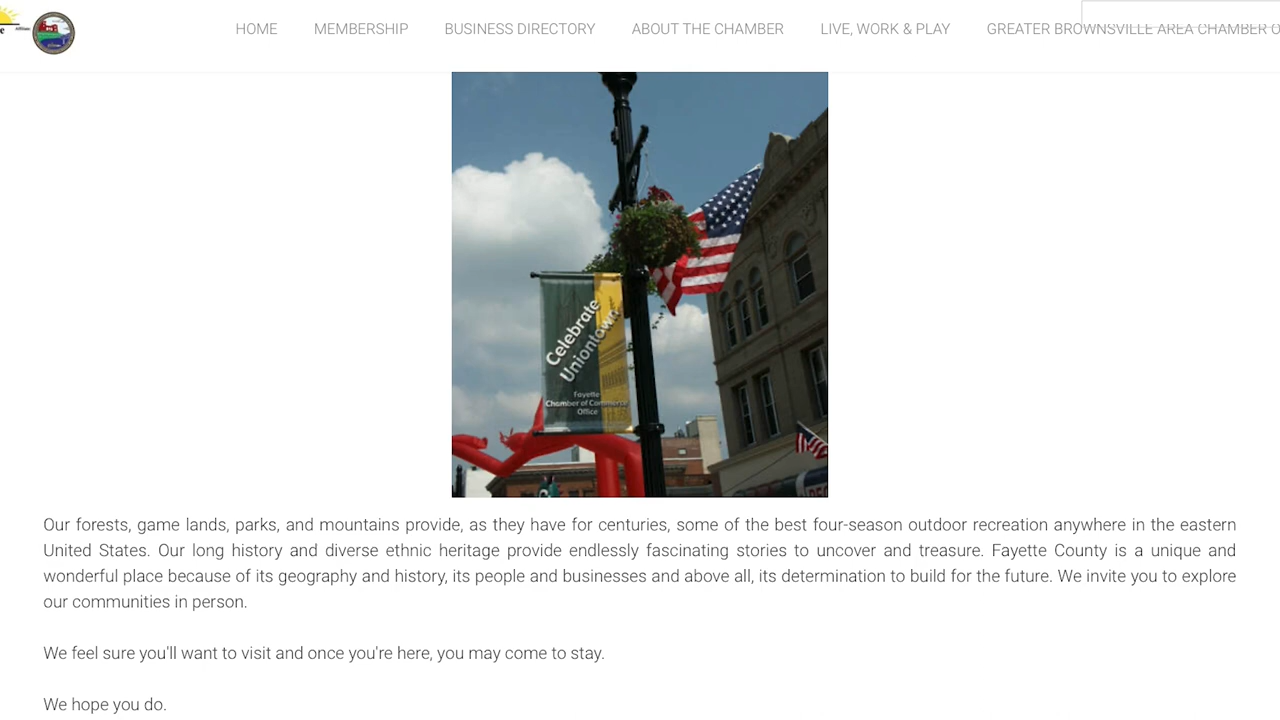 HOME MEMBERSHIP BUSINESS DIRECTORY ABOUT THE CHAMBER LIVE, WORK & PLAY GREATER BROWNSVILLE AREA CHAMBER O
Celebrate
Uniontown
Fayette
Chamber of Commerce
Office
Our forests, game lands, parks, and mountains provide, as they have for centuries, some of the best four-season outdoor recreation anywhere in the eastern
United States. Our long history and diverse ethnic heritage provide endlessly fascinating stories to uncover and treasure. Fayette County is a unique and
wonderful place because of its geography and history, its people and businesses and above all, its determination to build for the future. We invite you to explore
our communities in person.
We feel sure you'll want to visit and once you're here, you may come to stay.
We hope you do.